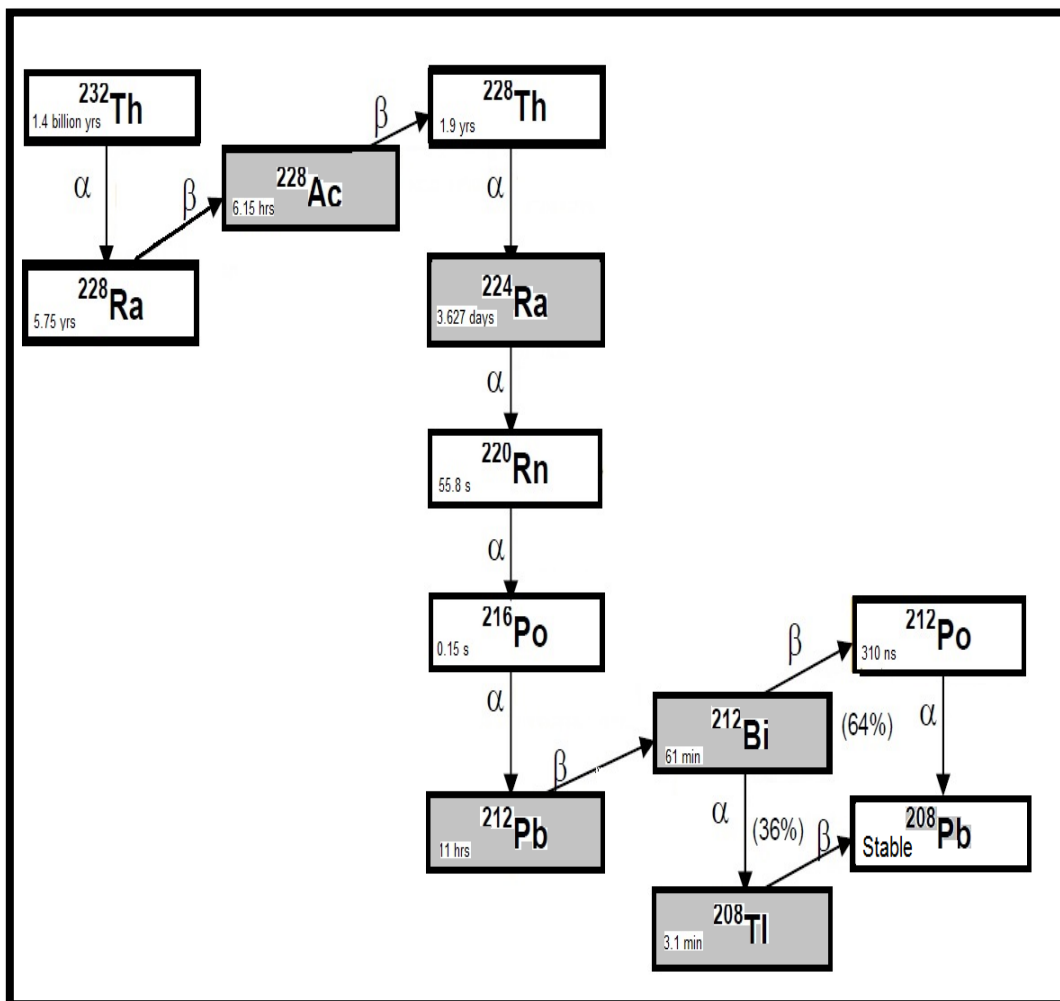 ²³²Th
1.4 billion yrs
α
²²⁸Ra
5.75 yrs
β
²²⁸Ac
6.15 hrs
β
²²⁸Th
1.9 yrs
α
²²⁴Ra
3.627 days
α
²²⁰Rn
55.8 s
α
²¹⁶Po
0.15 s
α
²¹²Pb
11 hrs
β
²¹²Bi
61 min
β
(64%)
²¹²Po
310 ns
α
α
(36%)
²⁰⁸Tl
3.1 min
β
²⁰⁸Pb
Stable